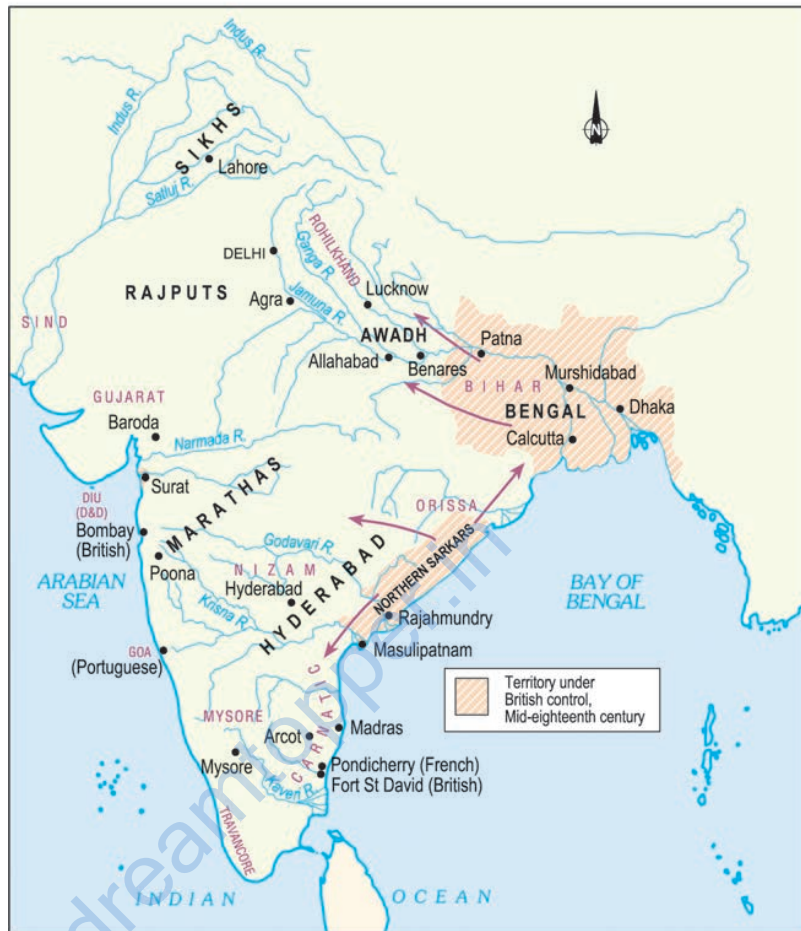 Indus R.
Indus R.
SIKHS
Lahore
Satluj R.
N
DELHI
ROHILKHAND
Ganga R.
RAJPUTS
Agra
Jamuna R.
Lucknow
SIND
AWADH
Allahabad
Benares
Patna
BIHAR
Murshidabad
BENGAL
Dhaka
Calcutta
GUJARAT
Baroda
Narmada R.
Surat
DIU
(D&D)
MARATHAS
Bombay
(British)
Poona
ORISSA
Godavari R.
NIZAM
HYDERABAD
NORTHERN SARKARS
Hyderabad
Krisna R.
ARABIAN
SEA
BAY OF
BENGAL
Rajahmundry
Masulipatnam
GOA
(Portuguese)
CARNATIC
Territory under
British control,
Mid-eighteenth century
MYSORE
Arcot
Madras
Mysore
Pondicherry (French)
Fort St David (British)
Kaveri R.
TRAVANCORE
INDIAN OCEAN
dreamtopper.in